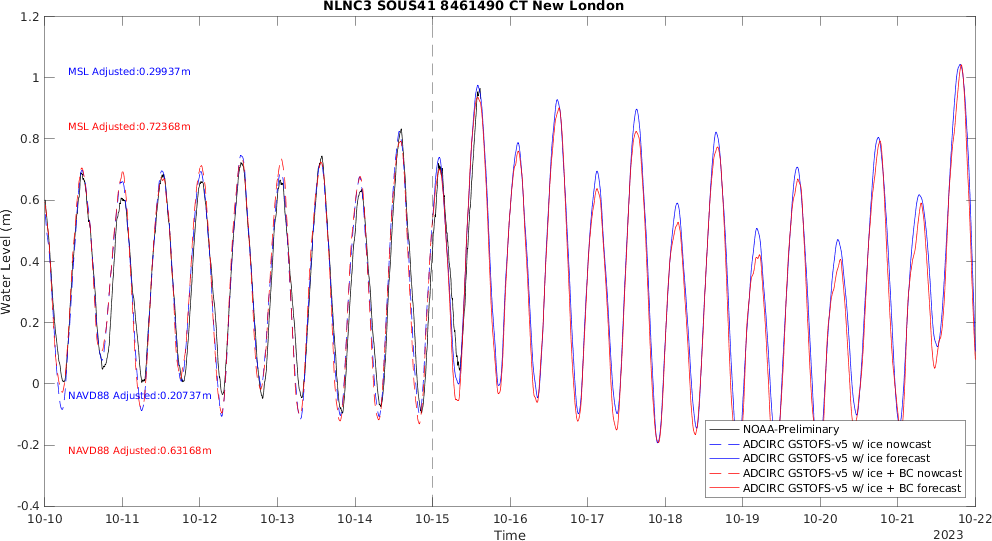 NLNC3 SOUS41 8461490 CT New London
1.2
1
0.8
0.6
0.4
0.2
0
-0.2
-0.4
Water Level (m)
MSL Adjusted:0.29937m
MSL Adjusted:0.72368m
NAVD88 Adjusted:0.20737m
NAVD88 Adjusted:0.63168m
NOAA-Preliminary
ADCIRC GSTOFS-v5 w/ ice nowcast
ADCIRC GSTOFS-v5 w/ ice forecast
ADCIRC GSTOFS-v5 w/ ice + BC nowcast
ADCIRC GSTOFS-v5 w/ ice + BC forecast
10-10 10-11 10-12 10-13 10-14 10-15 10-16 10-17 10-18 10-19 10-20 10-21 10-22
Time
2023